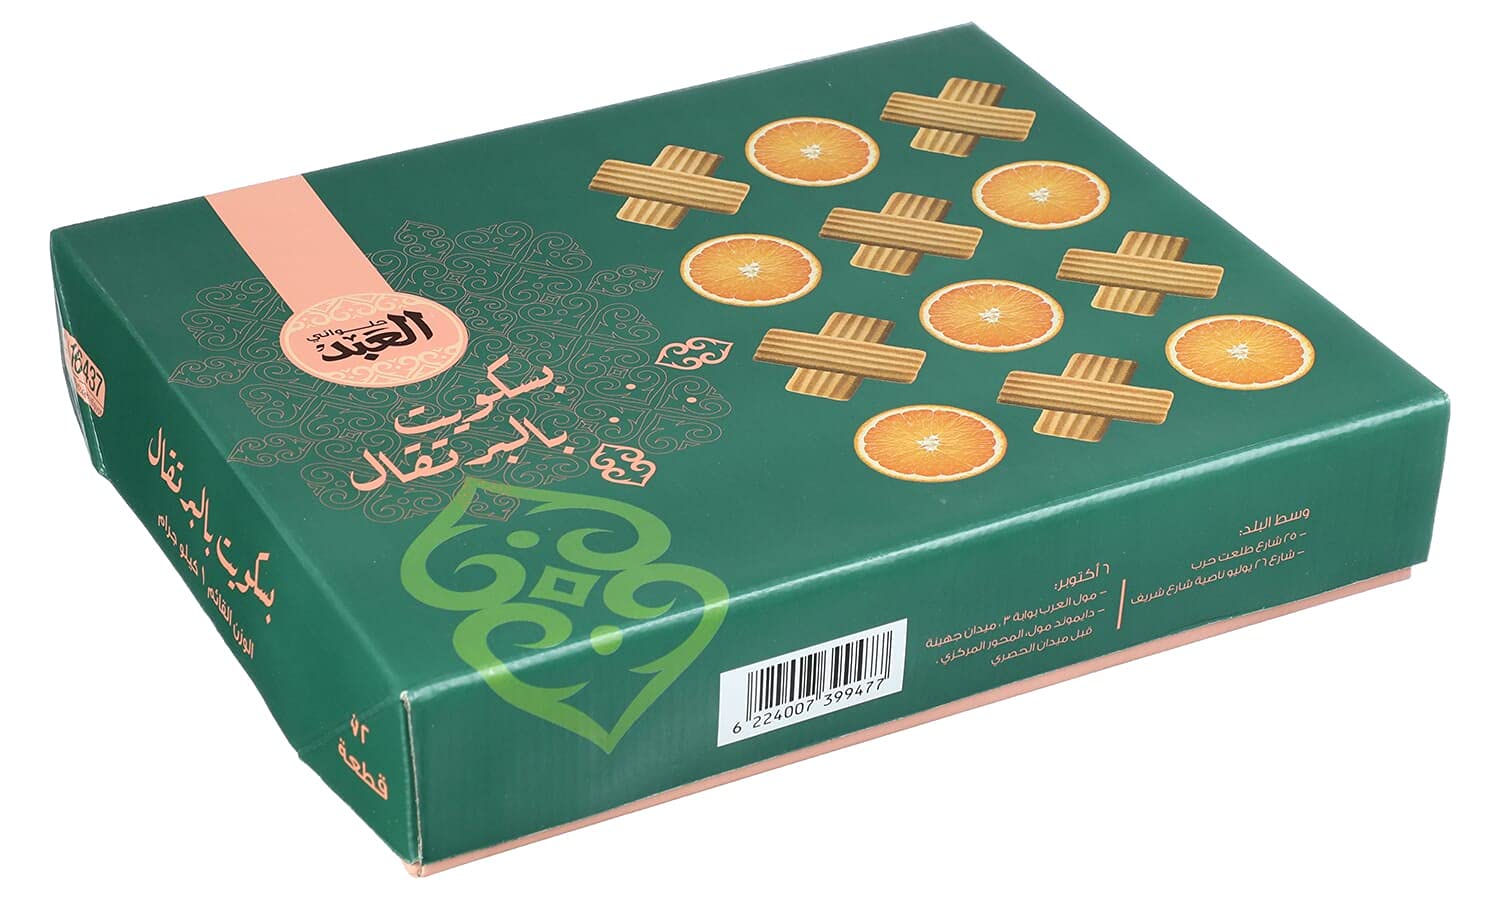 حلواني
العبد
بسكويت
بالبرتقال
16437
بسكويت بالبرتقال
الوزن القائم ١ كيلو جرام
٧٢
قطعة
6 224007 399477
وسط البلد:
– ٢٥ شارع طلعت حرب
– شارع ٢٦ يوليو ناصية شارع شريف
٦ أكتوبر:
– مول العرب بوابة ٣ ، ميدان جهينة
– دايموند مول، المحور المركزي ،
قبل ميدان الحصري